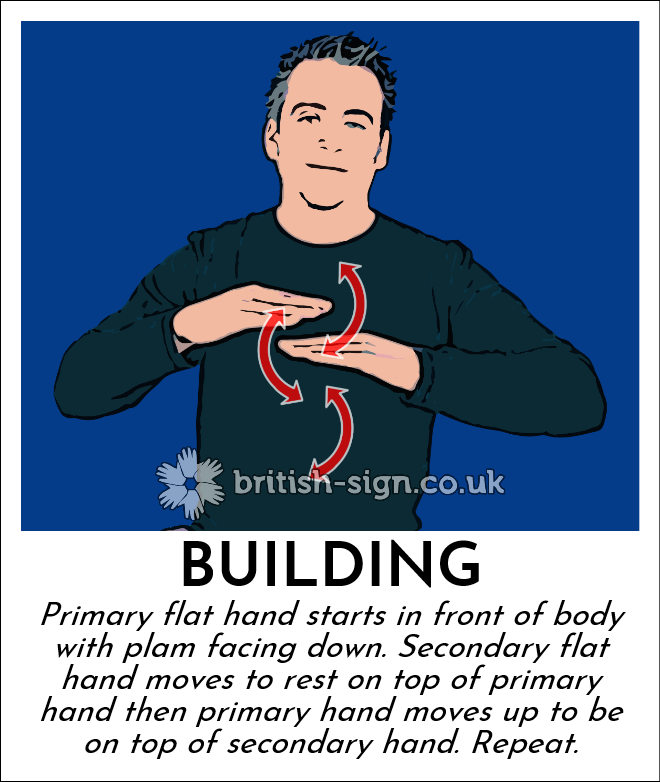 british-sign.co.uk
BUILDING
Primary flat hand starts in front of body
with plam facing down. Secondary flat
hand moves to rest on top of primary
hand then primary hand moves up to be
on top of secondary hand. Repeat.